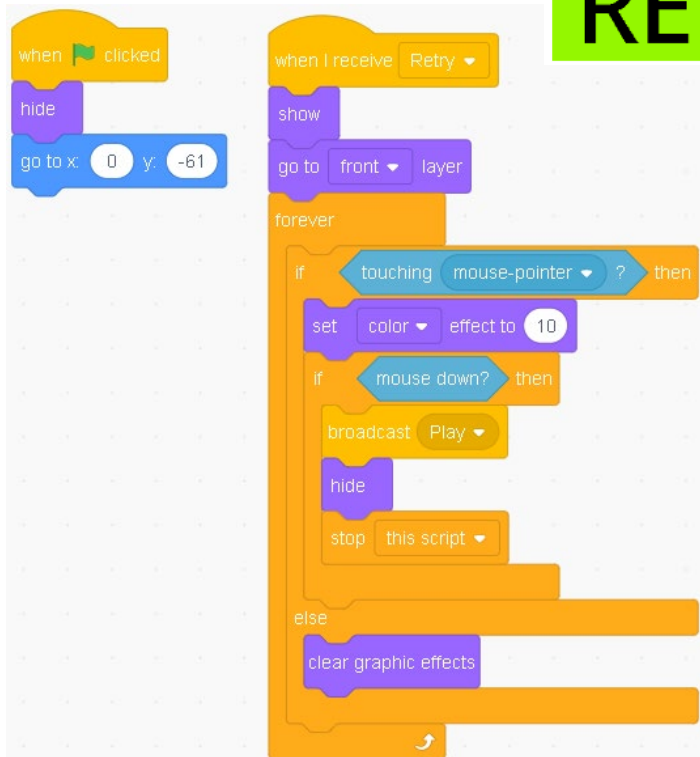 RE
when clicked
hide
go to x: 0 y: -61
when I receive Retry
show
go to front layer
forever
if touching mouse-pointer ? then
set color effect to 10
if mouse down? then
broadcast Play
hide
stop this script
else
clear graphic effects